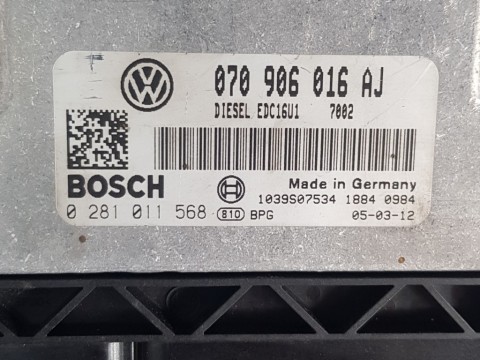 070 906 016 AJ
DIESEL EDC16U1 7002
BOSCH
Made in Germany
1039S07534 1884 0984
0 281 011 568 810 BPG 05-03-12